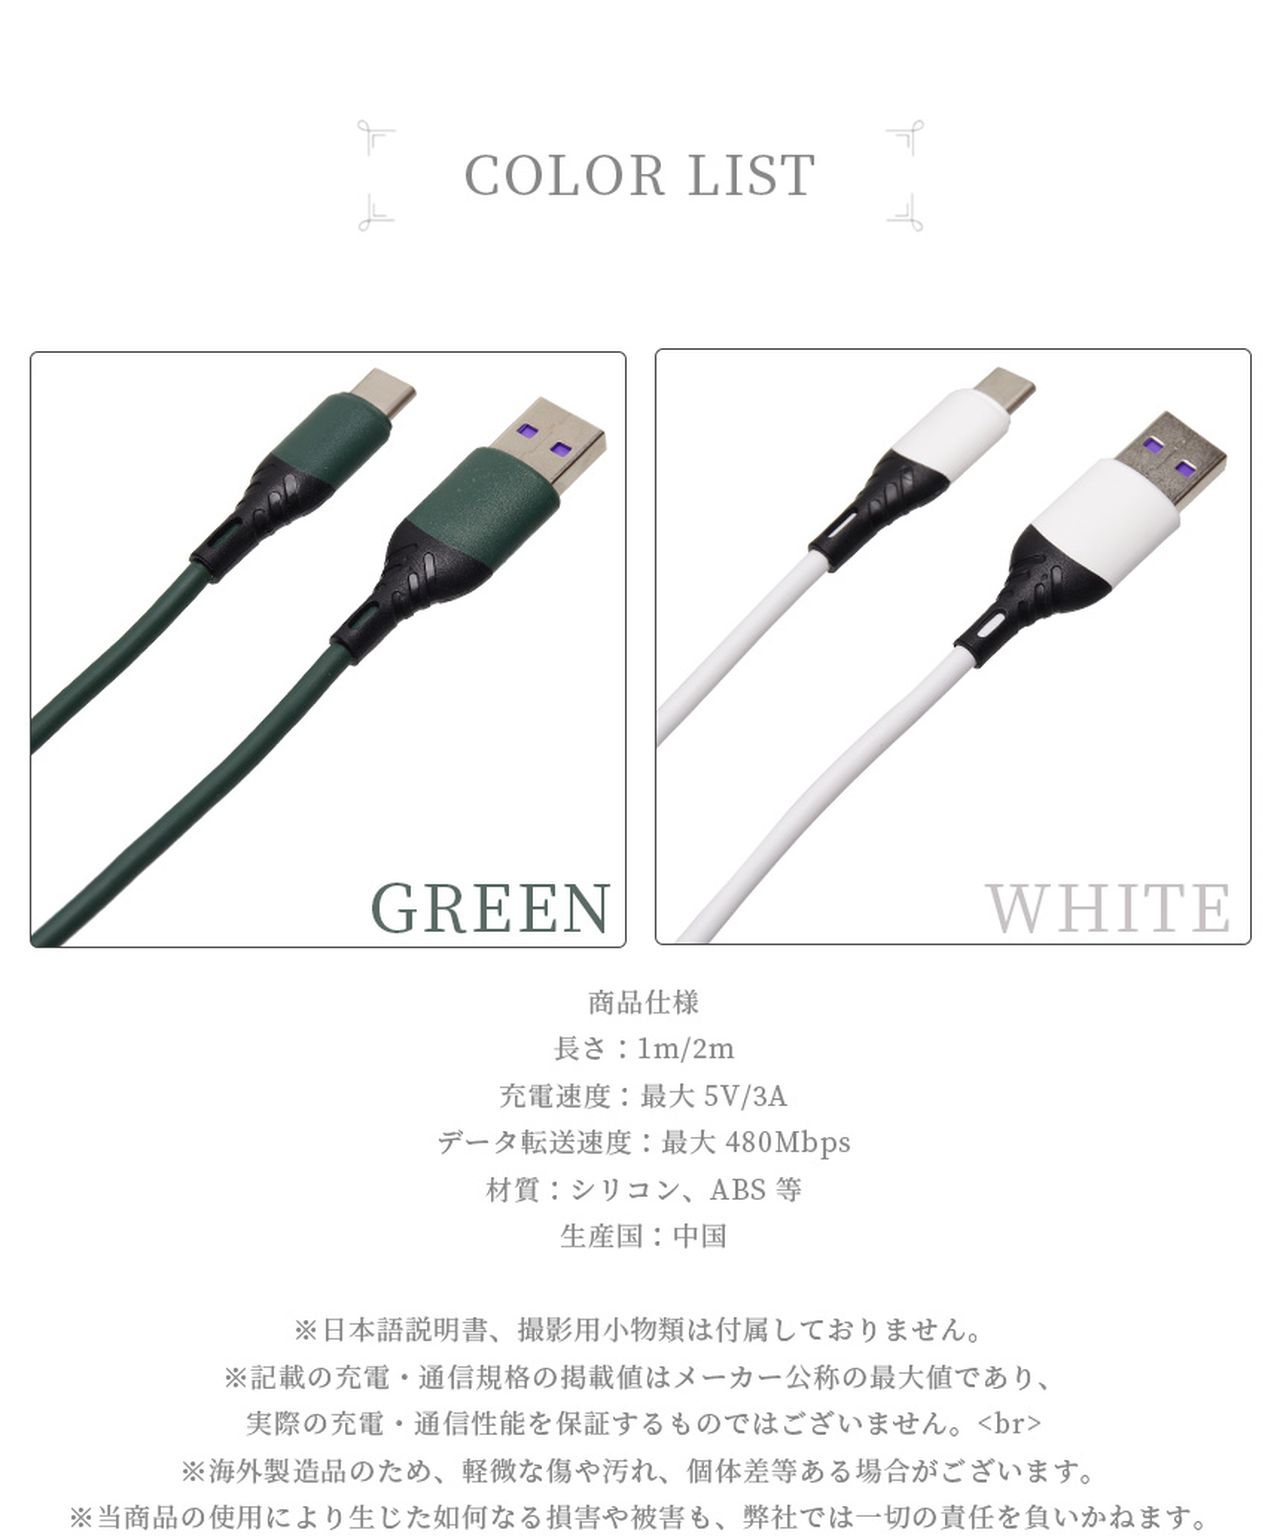 COLOR LIST
GREEN
WHITE
商品仕様
長さ：1m/2m
充電速度：最大 5V/3A
データ転送速度：最大 480Mbps
材質：シリコン、ABS 等
生産国：中国
※日本語説明書、撮影用小物類は付属しておりません。
※記載の充電・通信規格の掲載値はメーカー公称の最大値であり、
実際の充電・通信性能を保証するものではございません。<br>
※海外製造品のため、軽微な傷や汚れ、個体差等ある場合がございます。
※当商品の使用により生じた如何なる損害や被害も、弊社では一切の責任を負いかねます。